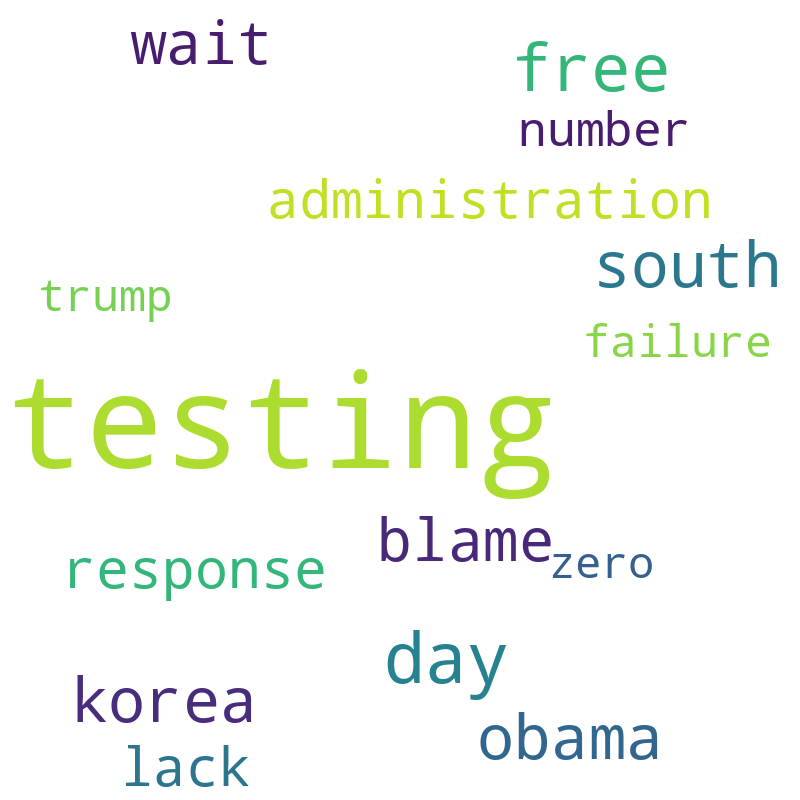 wait
free
number
administration
south
trump
failure
testing
blame
response
zero
day
korea
obama
lack